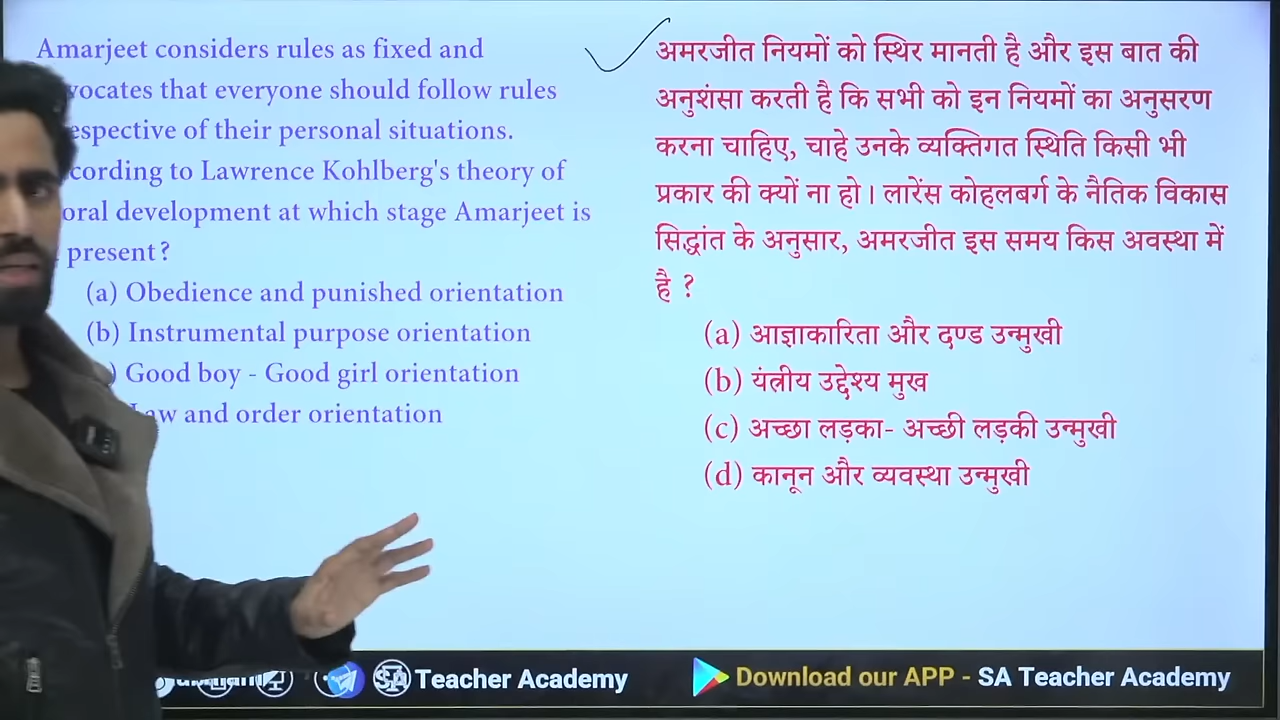 Amarjeet considers rules as fixed and
vocates that everyone should follow rules
espective of their personal situations.
cording to Lawrence Kohlberg's theory of
oral development at which stage Amarjeet is
present?
(a) Obedience and punished orientation
(b) Instrumental purpose orientation
) Good boy - Good girl orientation
Law and order orientation
अमरजीत नियमों को स्थिर मानती है और इस बात की
अनुशंसा करती है कि सभी को इन नियमों का अनुसरण
करना चाहिए, चाहे उनके व्यक्तिगत स्थिति किसी भी
प्रकार की क्यों ना हो। लारेंस कोहलबर्ग के नैतिक विकास
सिद्धांत के अनुसार, अमरजीत इस समय किस अवस्था में
है ?
(a) आज्ञाकारिता और दण्ड उन्मुखी
(b) यंत्रीय उद्देश्य मुख
(c) अच्छा लड़का- अच्छी लड़की उन्मुखी
(d) कानून और व्यवस्था उन्मुखी
SA Teacher Academy
Download our APP - SA Teacher Academy